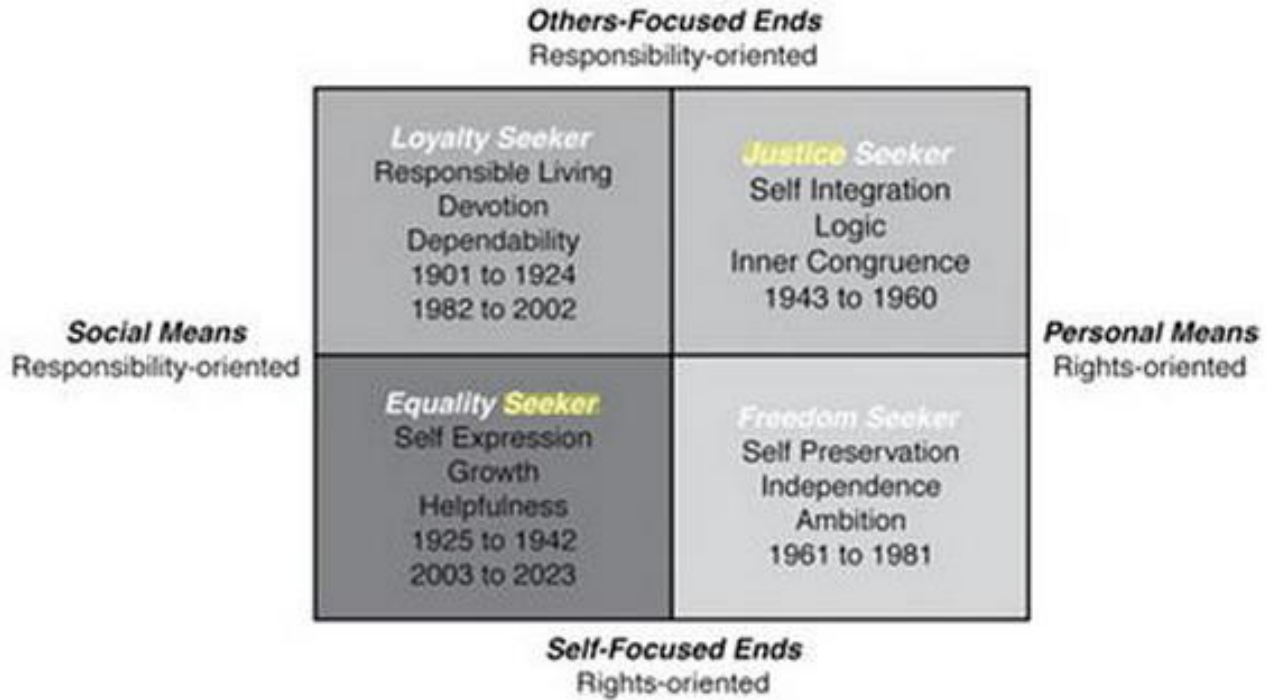 Others-Focused Ends
Responsibility-oriented
Loyalty Seeker
Responsible Living
Devotion
Dependability
1901 to 1924
1982 to 2002
Justice Seeker
Self Integration
Logic
Inner Congruence
1943 to 1960
Social Means
Responsibility-oriented
Personal Means
Rights-oriented
Equality Seeker
Self Expression
Growth
Helpfulness
1925 to 1942
2003 to 2023
Freedom Seeker
Self Preservation
Independence
Ambition
1961 to 1981
Self-Focused Ends
Rights-oriented